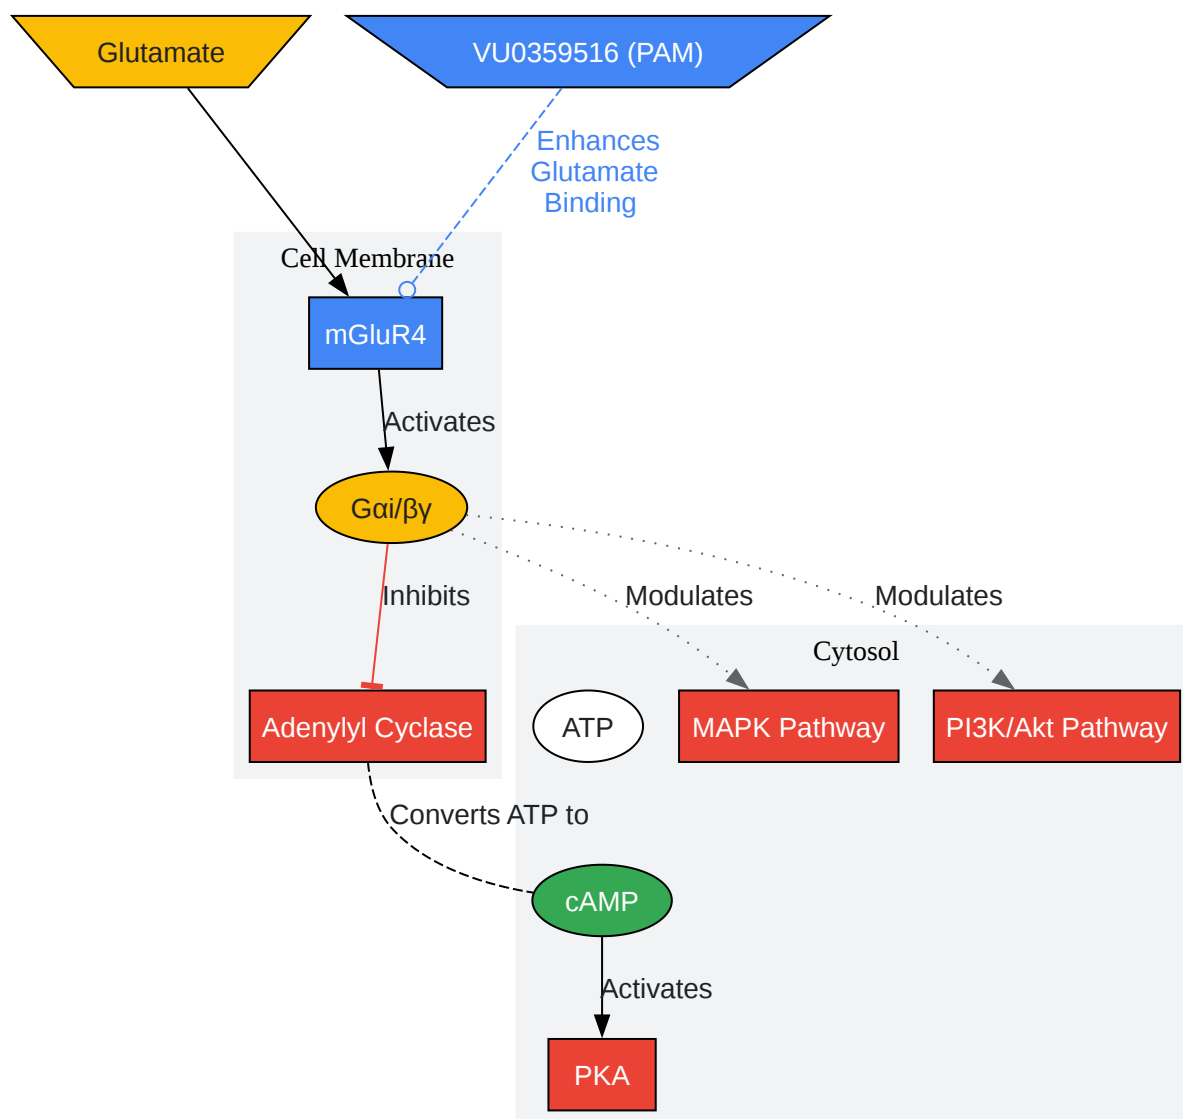 Glutamate
VU0359516 (PAM)
Enhances
Glutamate
Binding
Cell Membrane
mGluR4
Activates
Gαi/βγ
Inhibits
Modulates
Modulates
Cytosol
Adenylyl Cyclase
ATP
MAPK Pathway
PI3K/Akt Pathway
Converts ATP to
cAMP
Activates
PKA